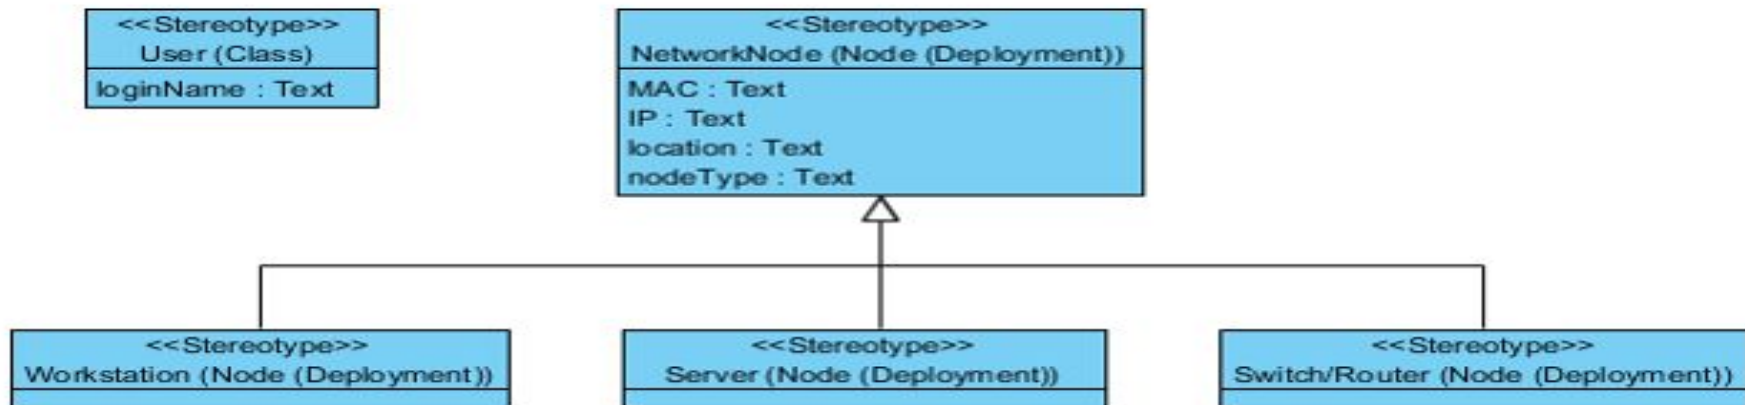 <<Stereotype>>
User (Class)
loginName : Text
<<Stereotype>>
NetworkNode (Node (Deployment))
MAC : Text
IP : Text
location : Text
nodeType : Text
<<Stereotype>>
Workstation (Node (Deployment))
<<Stereotype>>
Server (Node (Deployment))
<<Stereotype>>
Switch/Router (Node (Deployment))